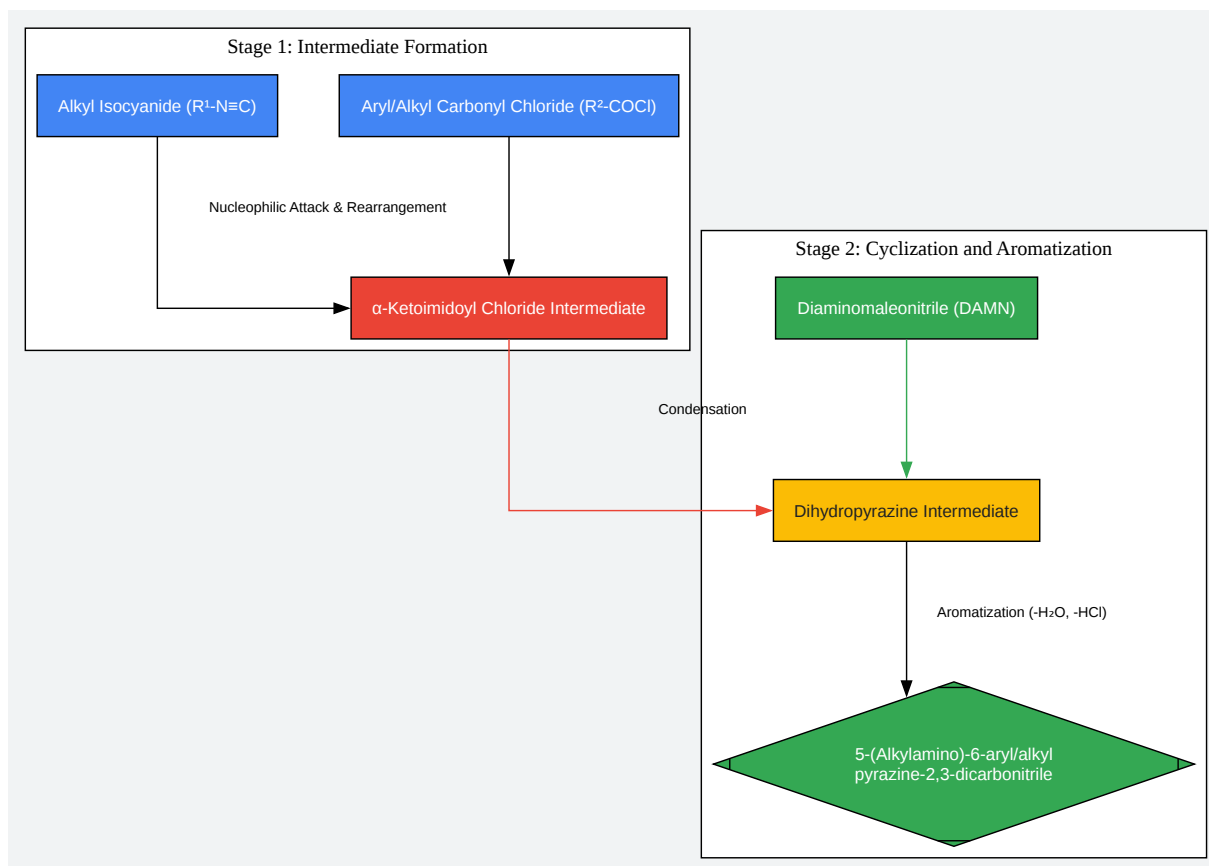 Stage 1: Intermediate Formation
Alkyl Isocyanide (R¹-N≡C)
Aryl/Alkyl Carbonyl Chloride (R²-COCl)
Nucleophilic Attack & Rearrangement
α-Ketoimidoyl Chloride Intermediate
Stage 2: Cyclization and Aromatization
Diaminomaleonitrile (DAMN)
Condensation
Dihydropyrazine Intermediate
Aromatization (-H₂O, -HCl)
5-(Alkylamino)-6-aryl/alkyl
pyrazine-2,3-dicarbonitrile